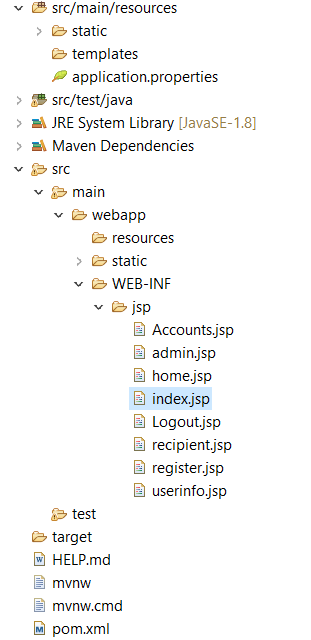 src/main/resources
static
templates
application.properties
src/test/java
JRE System Library [JavaSE-1.8]
Maven Dependencies
src
main
webapp
resources
static
WEB-INF
jsp
Accounts.jsp
admin.jsp
home.jsp
index.jsp
Logout.jsp
recipient.jsp
register.jsp
userinfo.jsp
test
target
HELP.md
mvnw
mvnw.cmd
pom.xml